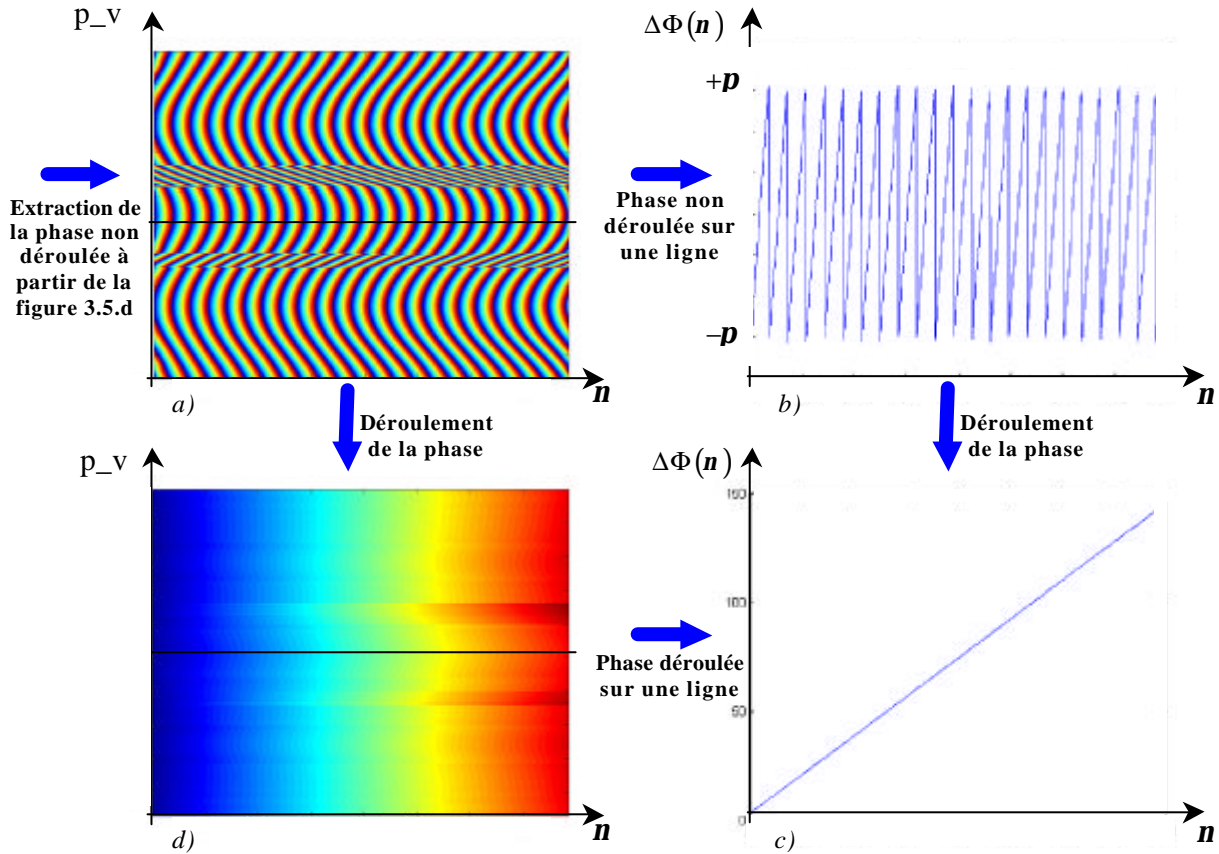 p_v
ΔΦ(n)
+p
−p
Extraction de
la phase non
déroulée à
partir de la
figure 3.5.d
Phase non
déroulée sur
une ligne
n
n
a)
b)
Déroulement
de la phase
Déroulement
de la phase
p_v
ΔΦ(n)
150
100
50
0
Phase déroulée
sur une ligne
n
n
d)
c)